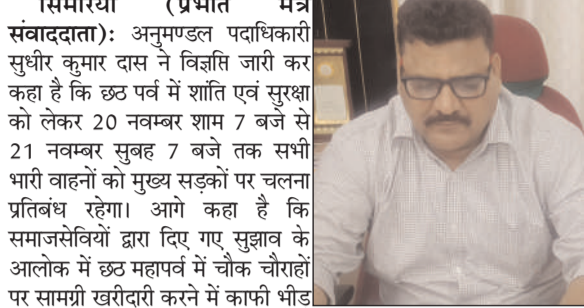 सिमरिया (प्रभात मंत्र
संवाददाता): अनुमण्डल पदाधिकारी
सुधीर कुमार दास ने विज्ञप्ति जारी कर
कहा है कि छठ पर्व में शांति एवं सुरक्षा
को लेकर 20 नवम्बर शाम 7 बजे से
21 नवम्बर सुबह 7 बजे तक सभी
भारी वाहनों को मुख्य सड़कों पर चलना
प्रतिबंध रहेगा। आगे कहा है कि
समाजसेवियों द्वारा दिए गए सुझाव के
आलोक में छठ महापर्व में चौक चौराहों
पर सामग्री खरीदारी करने में काफी भीड़